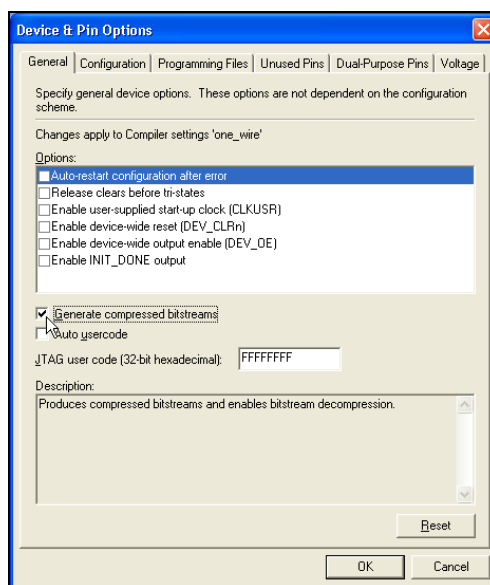 Device & Pin Options
General Configuration Programming Files Unused Pins Dual-Purpose Pins Voltage
Specify general device options. These options are not dependent on the configuration
scheme.
Changes apply to Compiler settings 'one_wire'
Options:
Auto-restart configuration after error
Release clears before tri-states
Enable user-supplied start-up clock (CLKUSR)
Enable device-wide reset (DEV_CLRn)
Enable device-wide output enable (DEV_OE)
Enable INIT_DONE output
Generate compressed bitstreams
Auto usercode
JTAG user code (32-bit hexadecimal): FFFFFFFF
Description:
Produces compressed bitstreams and enables bitstream decompression.
Reset
OK Cancel